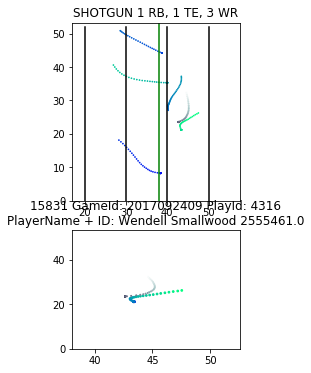 SHOTGUN 1 RB, 1 TE, 3 WR
50
40
30
20
10
0
20 30 40 50
15831 GameId: 2017092409 PlayId: 4316
PlayerName + ID: Wendell Smallwood 2555461.0
40
20
0
40 45 50